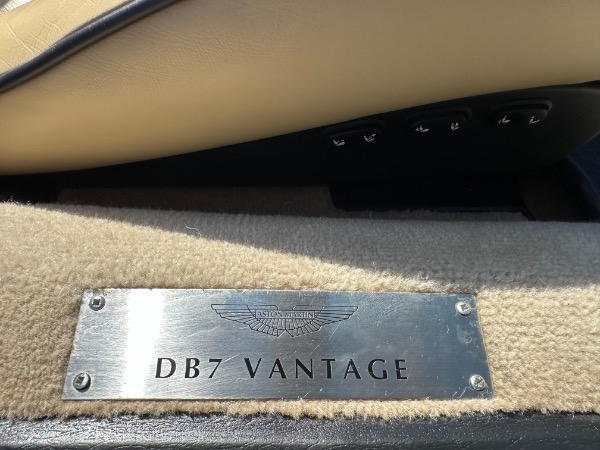 ASTON MARTIN
DB7 VANTAGE